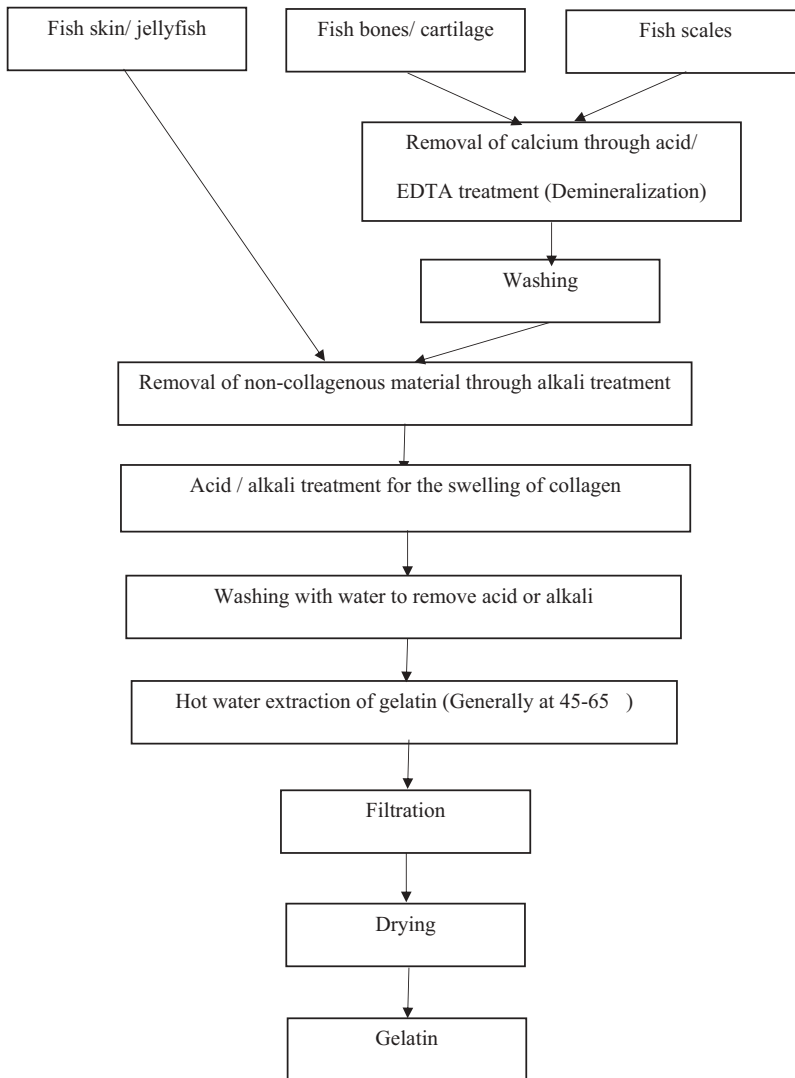 Fish skin/ jellyfish
Fish bones/ cartilage
Fish scales
Removal of calcium through acid/
EDTA treatment (Demineralization)
Washing
Removal of non-collagenous material through alkali treatment
Acid / alkali treatment for the swelling of collagen
Washing with water to remove acid or alkali
Hot water extraction of gelatin (Generally at 45-65 )
Filtration
Drying
Gelatin